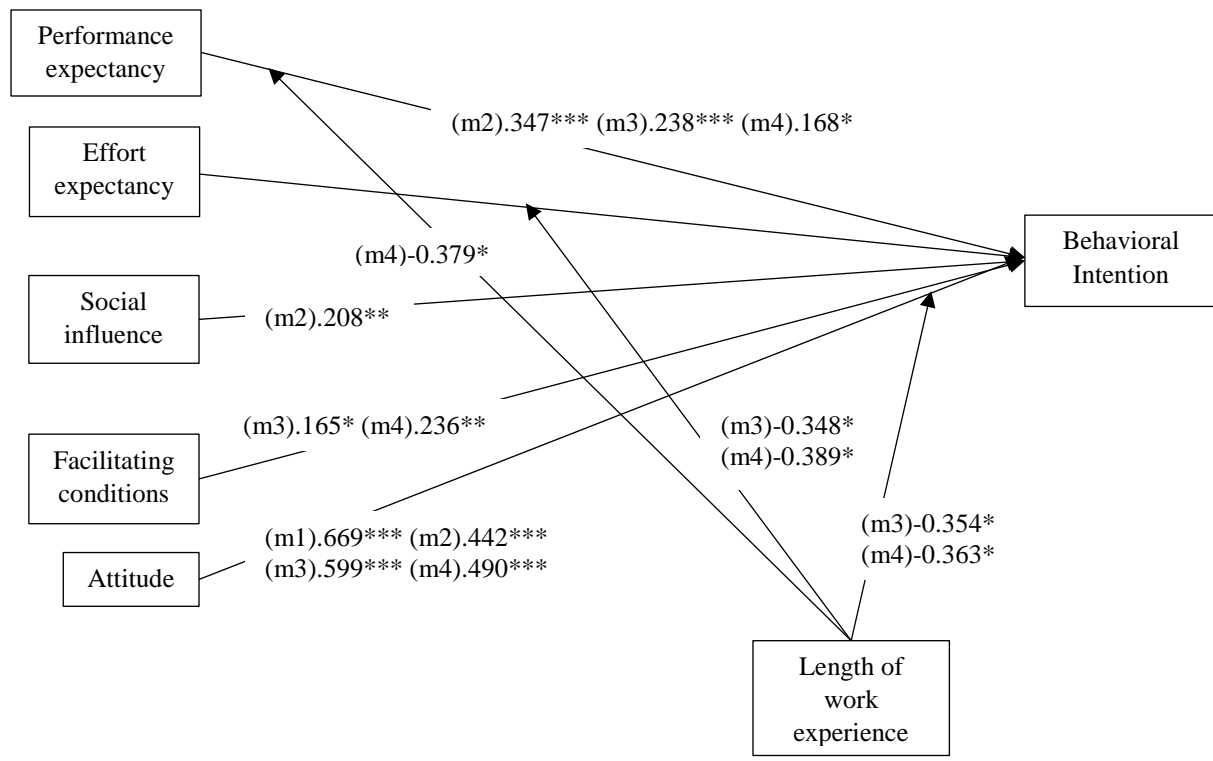 Performance
expectancy
(m2).347*** (m3).238*** (m4).168*
Effort
expectancy
Behavioral
Intention
(m4)-0.379*
Social
influence
(m2).208**
(m3).165* (m4).236**
(m3)-0.348*
(m4)-0.389*
Facilitating
conditions
(m3)-0.354*
(m4)-0.363*
(m1).669*** (m2).442***
(m3).599*** (m4).490***
Attitude
Length of
work
experience